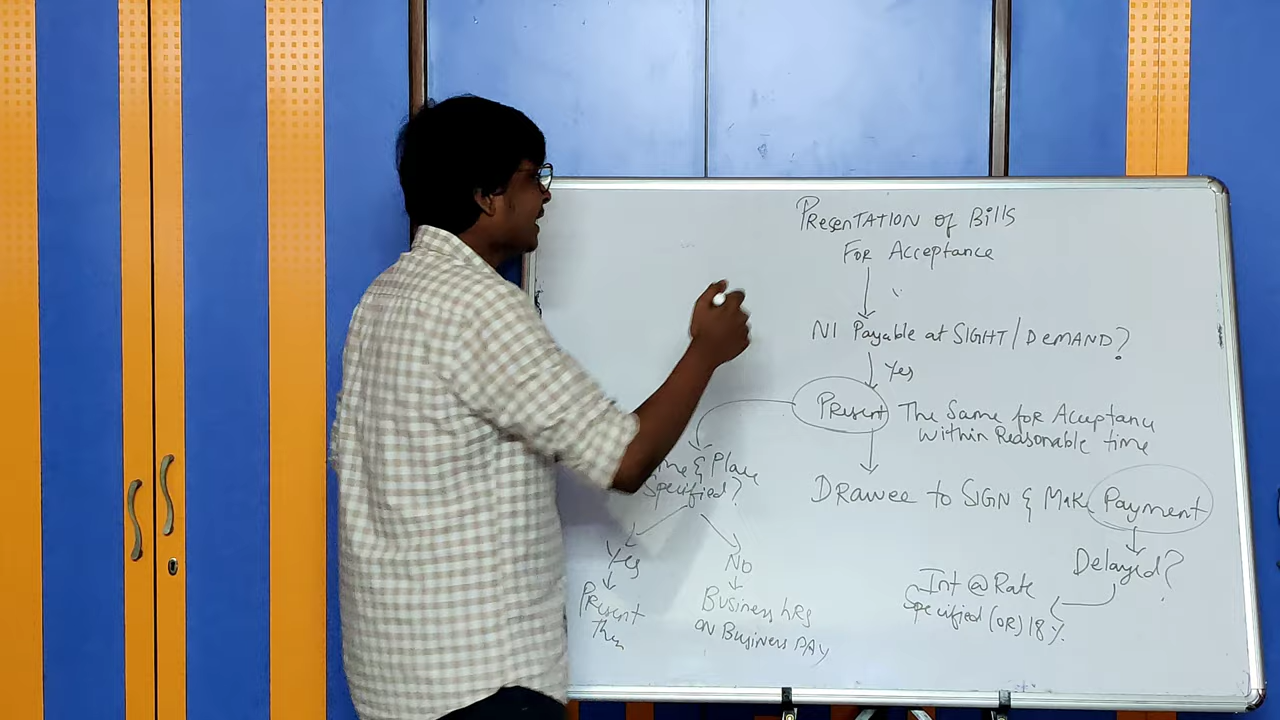 PRESENTATION of Bills
FOR Acceptance
NI Payable at SIGHT/DEMAND?
Yes
Present The Same for Acceptance
within Reasonable time
& Place
Specified?
DRAWEE to SIGN & Make Payment
Yes
No
Delayed?
Present
Business hrs
on Business DAY
Int @ Rate
Specified (OR) 18%